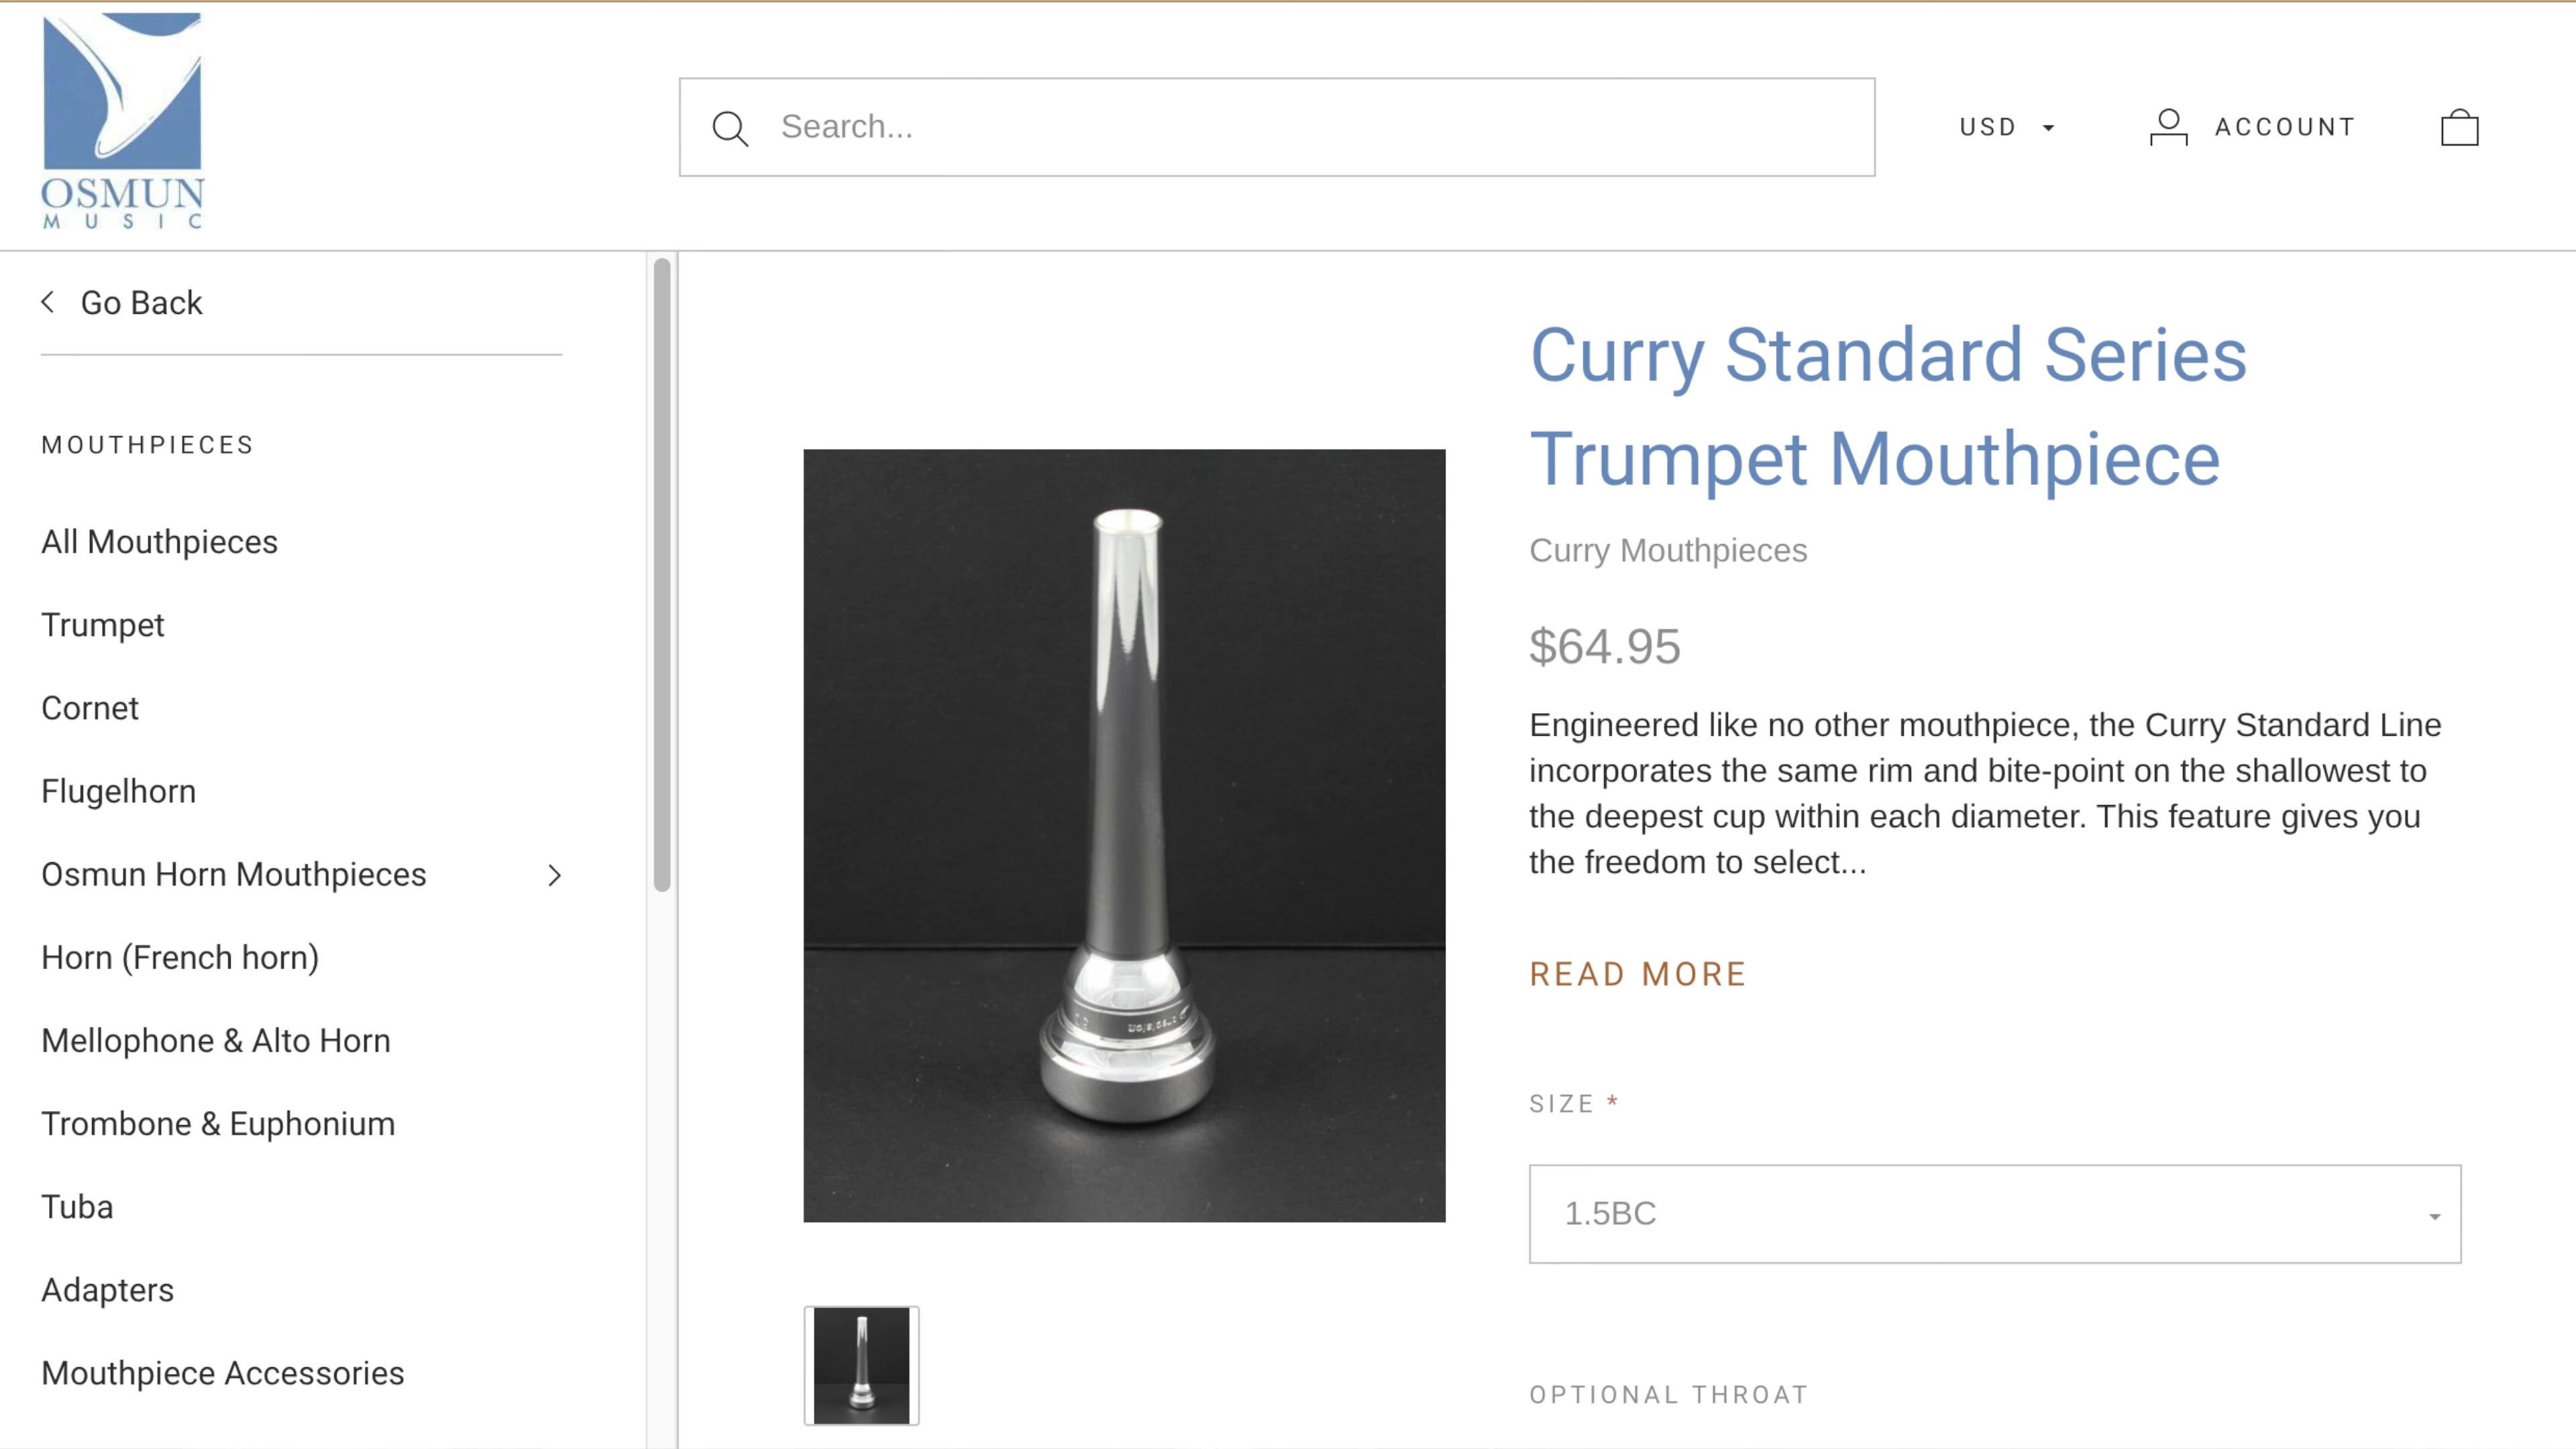 OSMUN
MUSIC
Search...
USD
ACCOUNT
Go Back
MOUTHPIECES
All Mouthpieces
Trumpet
Cornet
Flugelhorn
Osmun Horn Mouthpieces
Horn (French horn)
Mellophone & Alto Horn
Trombone & Euphonium
Tuba
Adapters
Mouthpiece Accessories
Curry Standard Series
Trumpet Mouthpiece
Curry Mouthpieces
$64.95
Engineered like no other mouthpiece, the Curry Standard Line
incorporates the same rim and bite-point on the shallowest to
the deepest cup within each diameter. This feature gives you
the freedom to select...
READ MORE
SIZE *
1.5BC
OPTIONAL THROAT